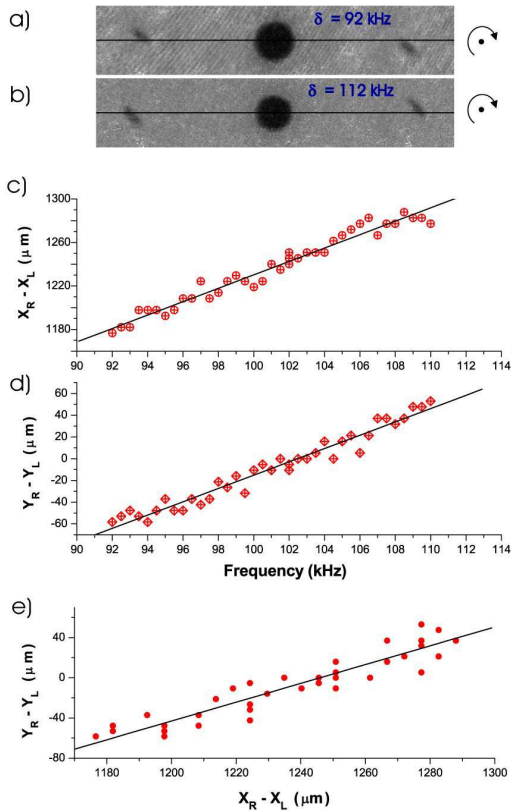 a)
δ = 92 kHz
b)
δ = 112 kHz
c)
X_R - X_L (μm)
1300
1260
1220
1180
90 92 94 96 98 100 102 104 106 108 110 112 114
d)
Y_R - Y_L (μm)
60
40
20
0
-20
-40
-60
90 92 94 96 98 100 102 104 106 108 110 112 114
Frequency (kHz)
e)
Y_R - Y_L (μm)
40
0
-40
-80
1180 1200 1220 1240 1260 1280 1300
X_R - X_L (μm)